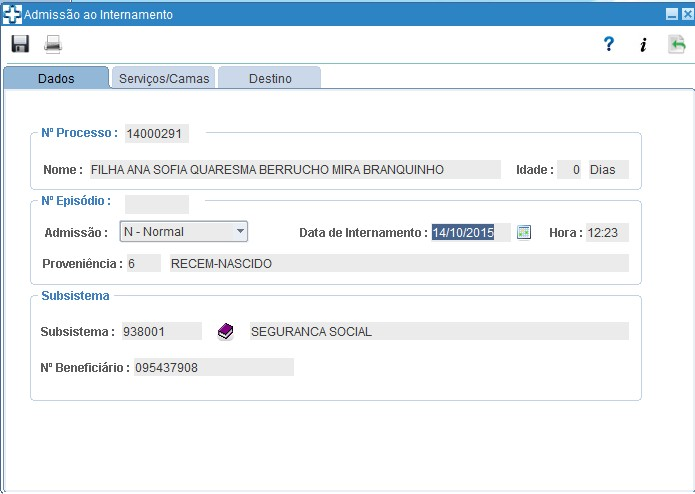 Admissão ao Internamento
? i
Dados Serviços/Camas Destino
Nº Processo : 14000291
Nome : FILHA ANA SOFIA QUARESMA BERRUCHO MIRA BRANQUINHO Idade : 0 Dias
Nº Episódio :
Admissão : N - Normal Data de Internamento : 14/10/2015 Hora : 12:23
Proveniência : 6 RECEM-NASCIDO
Subsistema
Subsistema : 938001 SEGURANCA SOCIAL
Nº Beneficiário : 095437908